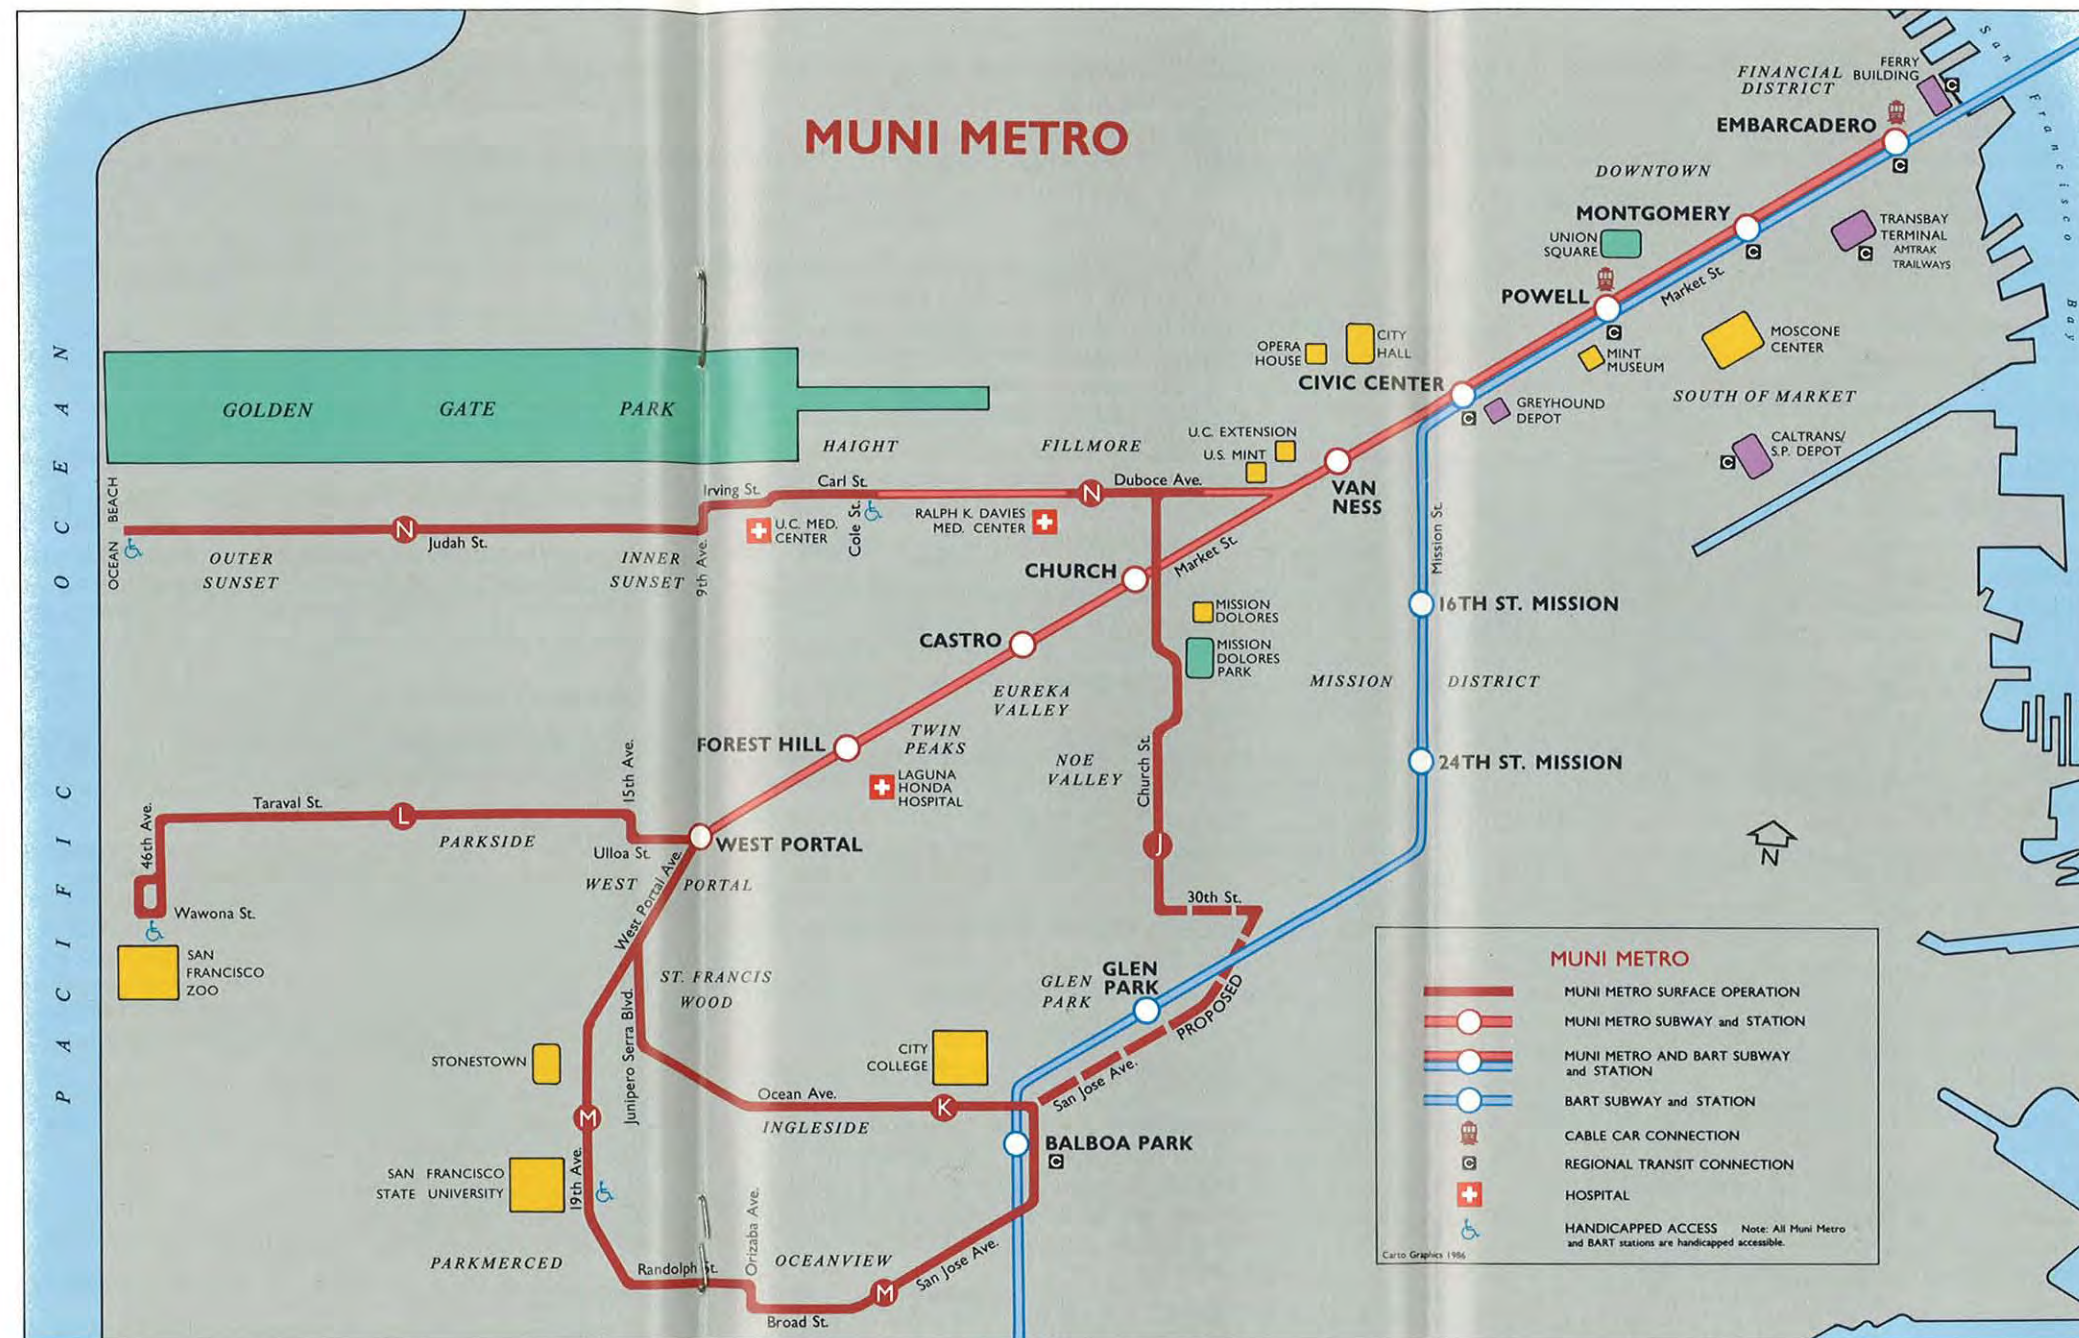 MUNI METRO
San Francisco Bay
FINANCIAL
DISTRICT
FERRY
BUILDING
C
EMBARCADERO
C
DOWNTOWN
MONTGOMERY
C
UNION
SQUARE
TRANSBAY
TERMINAL
AMTRAK
TRAILWAYS
C
POWELL
C
Market St.
OPERA
HOUSE
CITY
HALL
MINT
MUSEUM
MOSCONE
CENTER
CIVIC CENTER
C
GREYHOUND
DEPOT
SOUTH OF MARKET
CALTRANS/
S.P. DEPOT
C
PACIFIC OCEAN
GOLDEN GATE PARK
HAIGHT FILLMORE
U.C. EXTENSION
U.S. MINT
VAN
NESS
OCEAN BEACH
N
Judah St.
OUTER
SUNSET
INNER
SUNSET
9th Ave.
Irving St.
Carl St.
Cole St.
U.C. MED.
CENTER
RALPH K. DAVIES
MED. CENTER
N
Duboce Ave.
Market St.
Mission St.
CHURCH
CASTRO
MISSION
DOLORES
MISSION
DOLORES
PARK
16TH ST. MISSION
MISSION DISTRICT
24TH ST. MISSION
EUREKA
VALLEY
TWIN
PEAKS
FOREST HILL
LAGUNA
HONDA
HOSPITAL
NOE
VALLEY
Church St.
J
30th St.
46th Ave.
Taraval St.
L
PARKSIDE
15th Ave.
Ulloa St.
WEST PORTAL
WEST PORTAL
West Portal Ave.
Wawona St.
SAN
FRANCISCO
ZOO
ST. FRANCIS
WOOD
Junipero Serra Blvd.
STONESTOWN
M
19th Ave.
SAN FRANCISCO
STATE UNIVERSITY
PARKMERCED
Randolph St.
Orizaba Ave.
OCEANVIEW
Broad St.
M
San Jose Ave.
Ocean Ave.
INGLESIDE
K
CITY
COLLEGE
GLEN
PARK
GLEN
PARK
PROPOSED
San Jose Ave.
BALBOA PARK
C
N
MUNI METRO
MUNI METRO SURFACE OPERATION
MUNI METRO SUBWAY and STATION
MUNI METRO AND BART SUBWAY
and STATION
BART SUBWAY and STATION
CABLE CAR CONNECTION
C REGIONAL TRANSIT CONNECTION
HOSPITAL
HANDICAPPED ACCESS Note: All Muni Metro
and BART stations are handicapped accessible.
Carto Graphics 1986